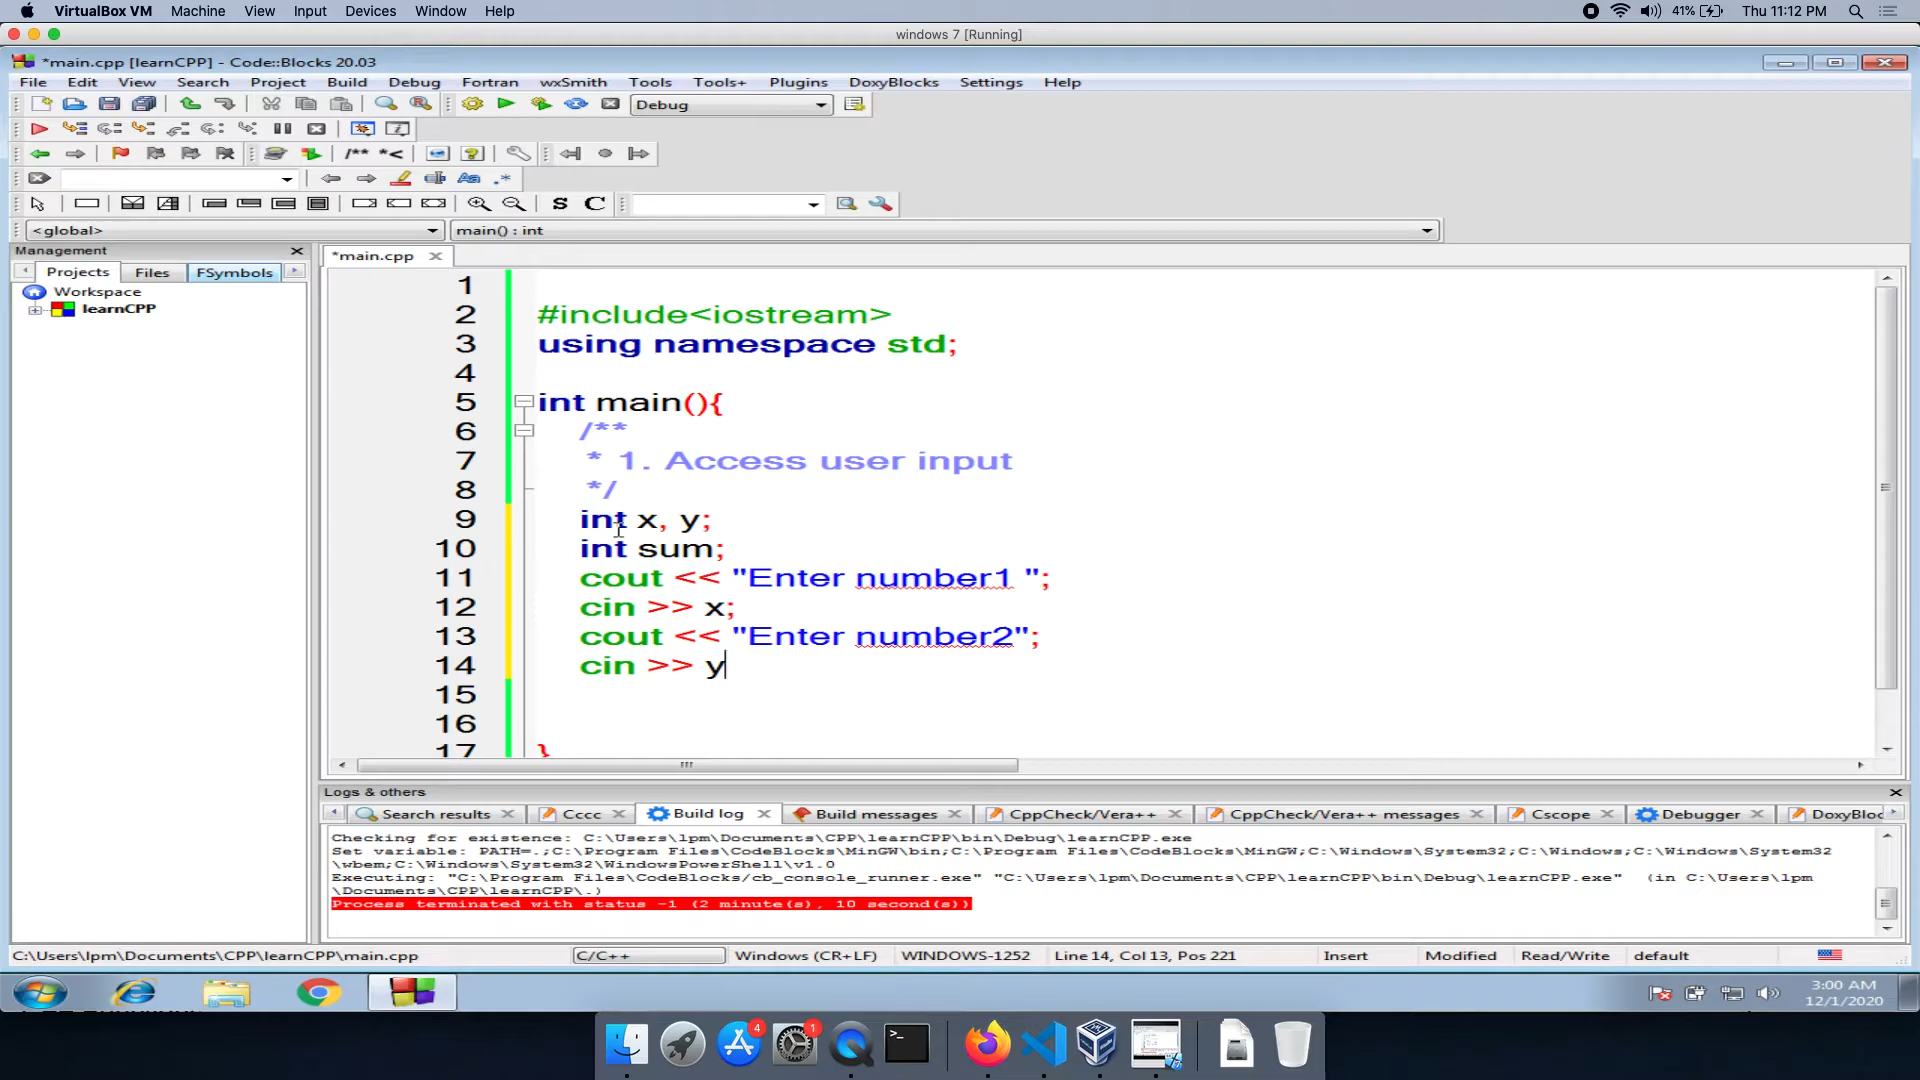 VirtualBox VM Machine View Input Devices Window Help 41% Thu 11:12 PM
windows 7 [Running]
*main.cpp [learnCPP] - Code::Blocks 20.03
File Edit View Search Project Build Debug Fortran wxSmith Tools Tools+ Plugins DoxyBlocks Settings Help
Debug
/** *<
Aa .*
S C
<global> main() : int
Management
Projects Files FSymbols
Workspace
learnCPP
*main.cpp
1
2 #include<iostream>
3 using namespace std;
4
5 int main(){
6 /**
7 * 1. Access user input
8 */
9 int x, y;
10 int sum;
11 cout << "Enter number1 ";
12 cin >> x;
13 cout << "Enter number2";
14 cin >> y
15
16
17 }
Logs & others
Search results Cccc Build log Build messages CppCheck/Vera++ CppCheck/Vera++ messages Cscope Debugger DoxyBloc
Checking for existence: C:\Users\lpm\Documents\CPP\learnCPP\bin\Debug\learnCPP.exe
Set variable: PATH=.;C:\Program Files\CodeBlocks\MinGW\bin;C:\Program Files\CodeBlocks\MinGW;C:\Windows\System32;C:\Windows;C:\Windows\System32
\wbem;C:\Windows\System32\WindowsPowerShell\v1.0
Executing: "C:\Program Files\CodeBlocks/cb_console_runner.exe" "C:\Users\lpm\Documents\CPP\learnCPP\bin\Debug\learnCPP.exe" (in C:\Users\lpm
\Documents\CPP\learnCPP\.)
Process terminated with status -1 (2 minute(s), 10 second(s))
C:\Users\lpm\Documents\CPP\learnCPP\main.cpp C/C++ Windows (CR+LF) WINDOWS-1252 Line 14, Col 13, Pos 221 Insert Modified Read/Write default
3:00 AM
12/1/2020
4 1